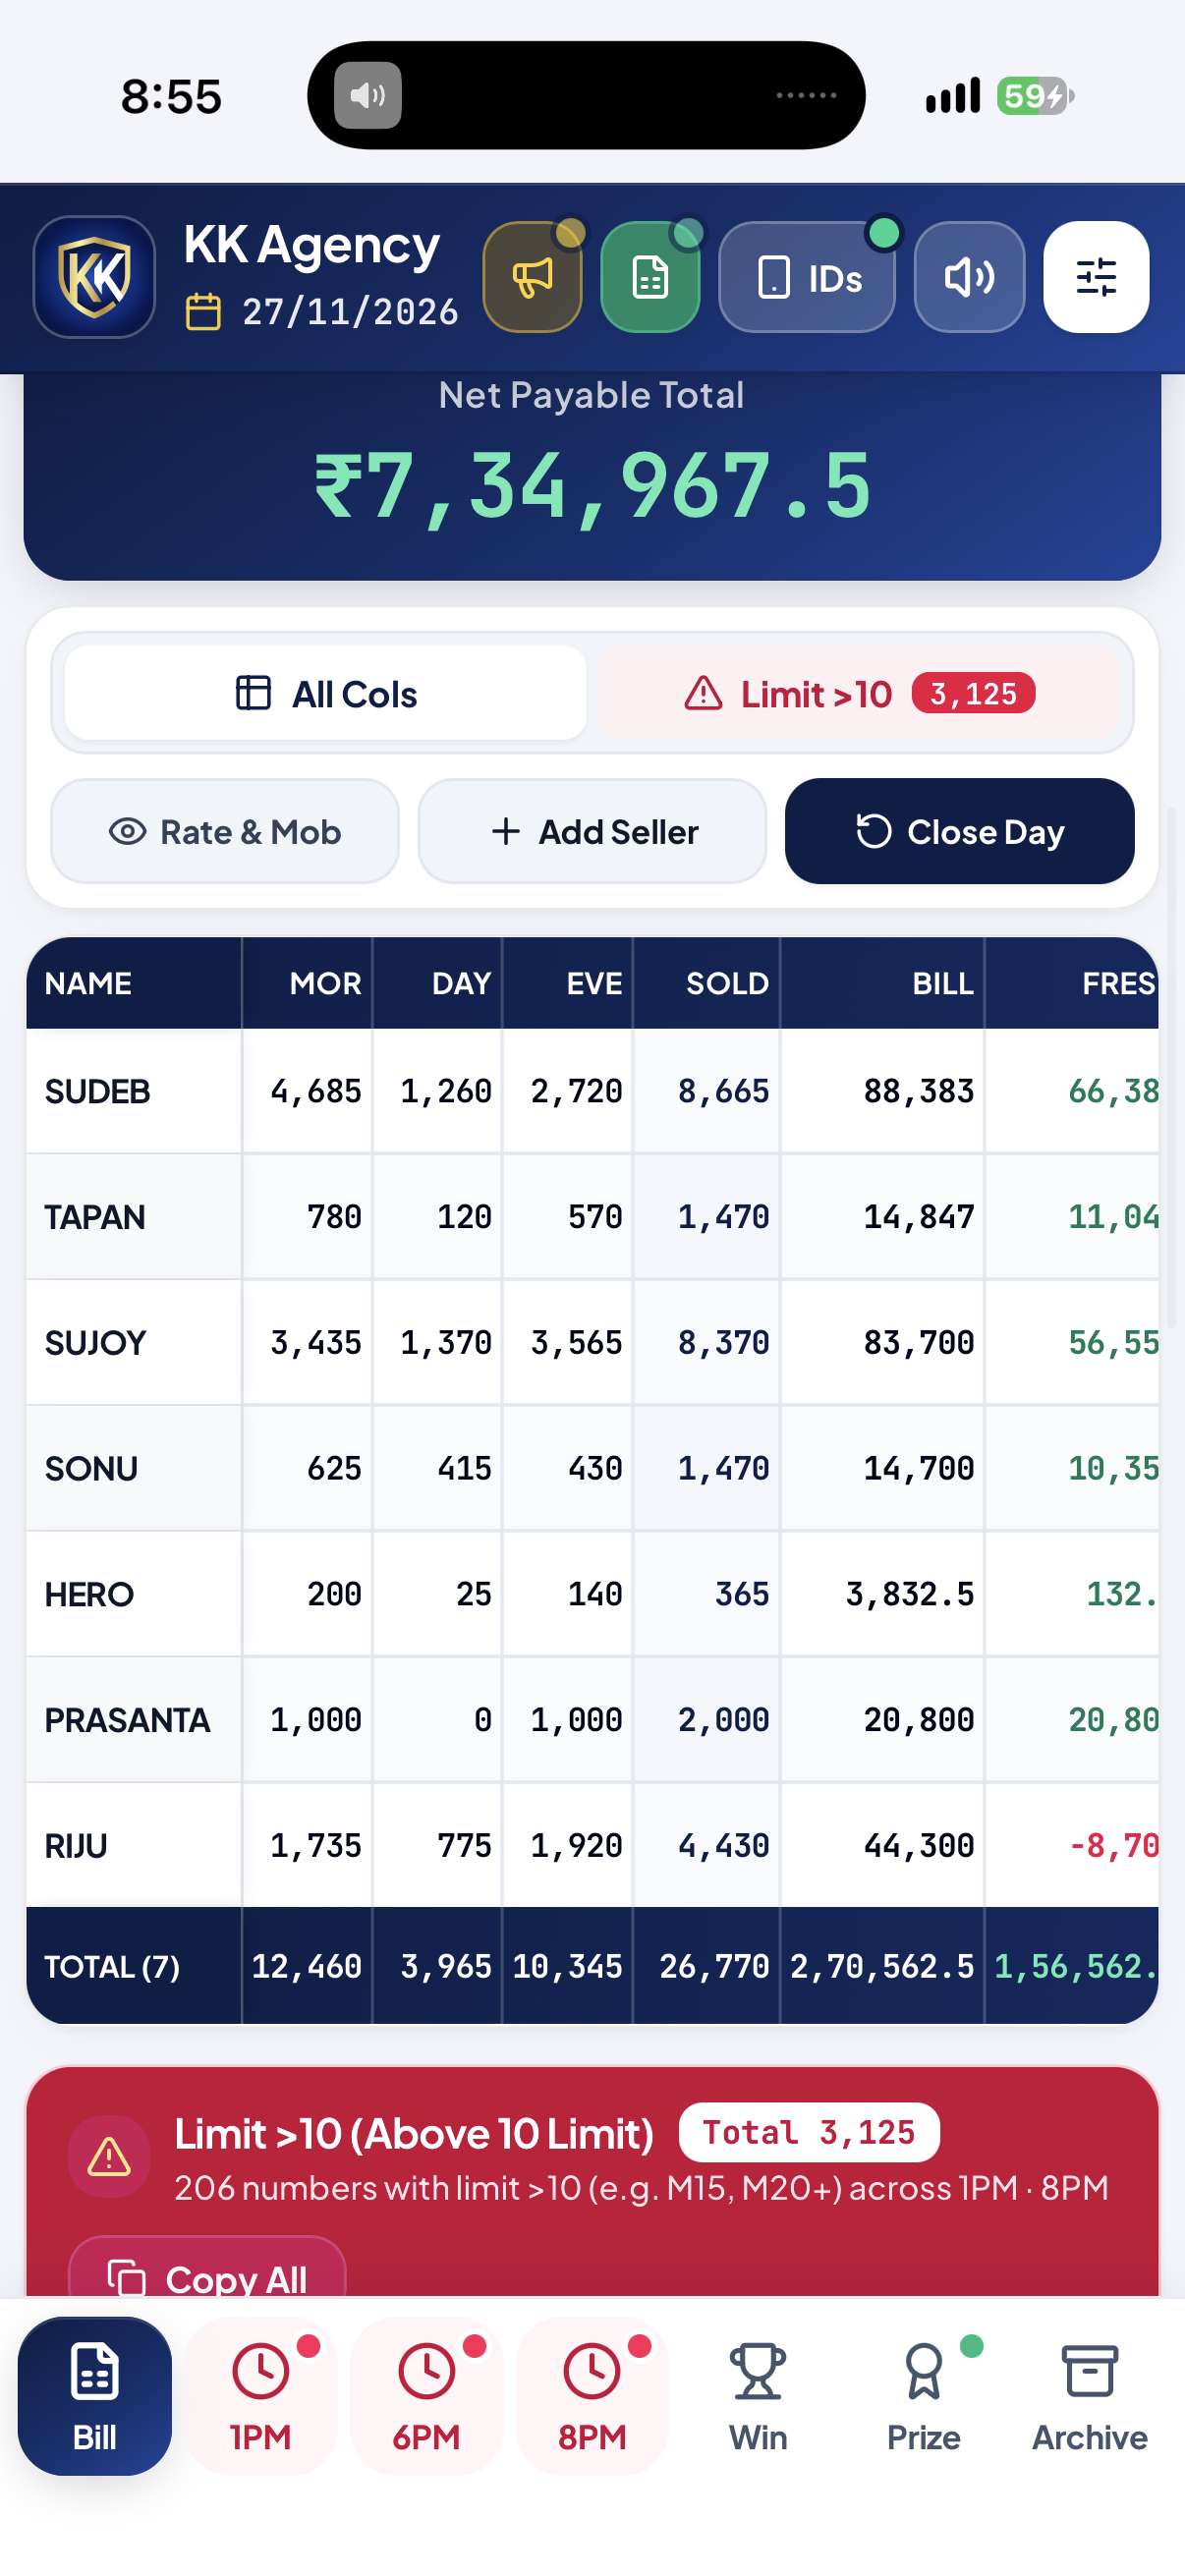 8:55
59
KK Agency
27/11/2026
IDs
Net Payable Total
₹7,34,967.5
All Cols
Limit >10 3,125
Rate & Mob
Add Seller
Close Day
NAME MOR DAY EVE SOLD BILL FRES
SUDEB 4,685 1,260 2,720 8,665 88,383 66,38
TAPAN 780 120 570 1,470 14,847 11,04
SUJOY 3,435 1,370 3,565 8,370 83,700 56,55
SONU 625 415 430 1,470 14,700 10,35
HERO 200 25 140 365 3,832.5 132.
PRASANTA 1,000 0 1,000 2,000 20,800 20,80
RIJU 1,735 775 1,920 4,430 44,300 -8,70
TOTAL (7) 12,460 3,965 10,345 26,770 2,70,562.5 1,56,562.
Limit >10 (Above 10 Limit) Total 3,125
206 numbers with limit >10 (e.g. M15, M20+) across 1PM · 8PM
Copy All
Bill 1PM 6PM 8PM Win Prize Archive